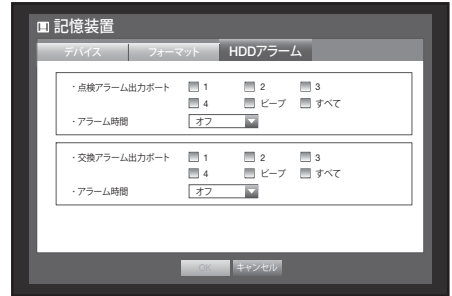 記憶装置
デバイス フォーマット HDDアラーム
・点検アラーム出力ポート 1 2 3
4 ビープ すべて
・アラーム時間 オフ
・交換アラーム出力ポート 1 2 3
4 ビープ すべて
・アラーム時間 オフ
OK キャンセル